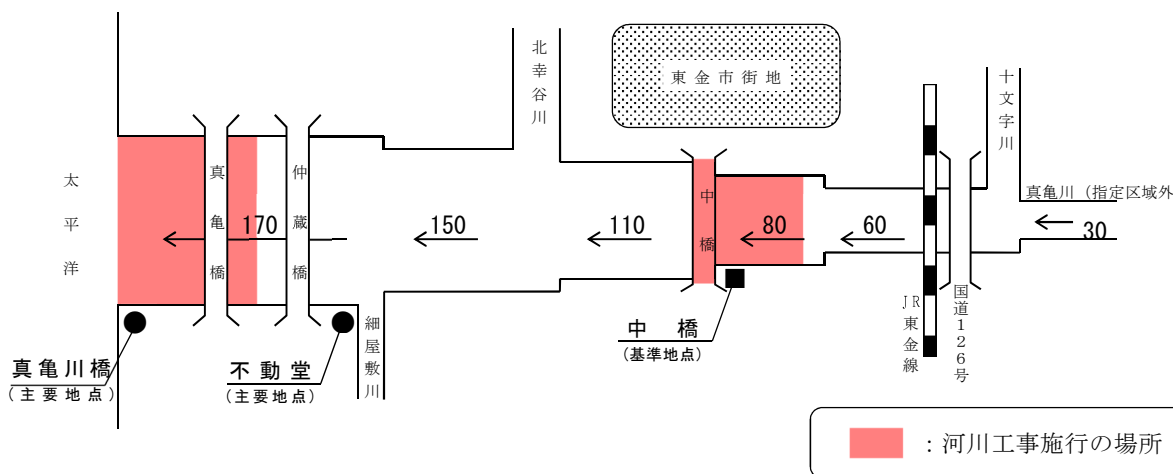 北幸谷川
東金市街地
十文字川
太平洋
真亀橋
仲蔵橋
中橋
真亀川（指定区域外
170
150
110
80
60
30
細屋敷川
JR東金線
国道126号
真亀川橋
(主要地点)
不動堂
(主要地点)
中橋
(基準地点)
：河川工事施行の場所